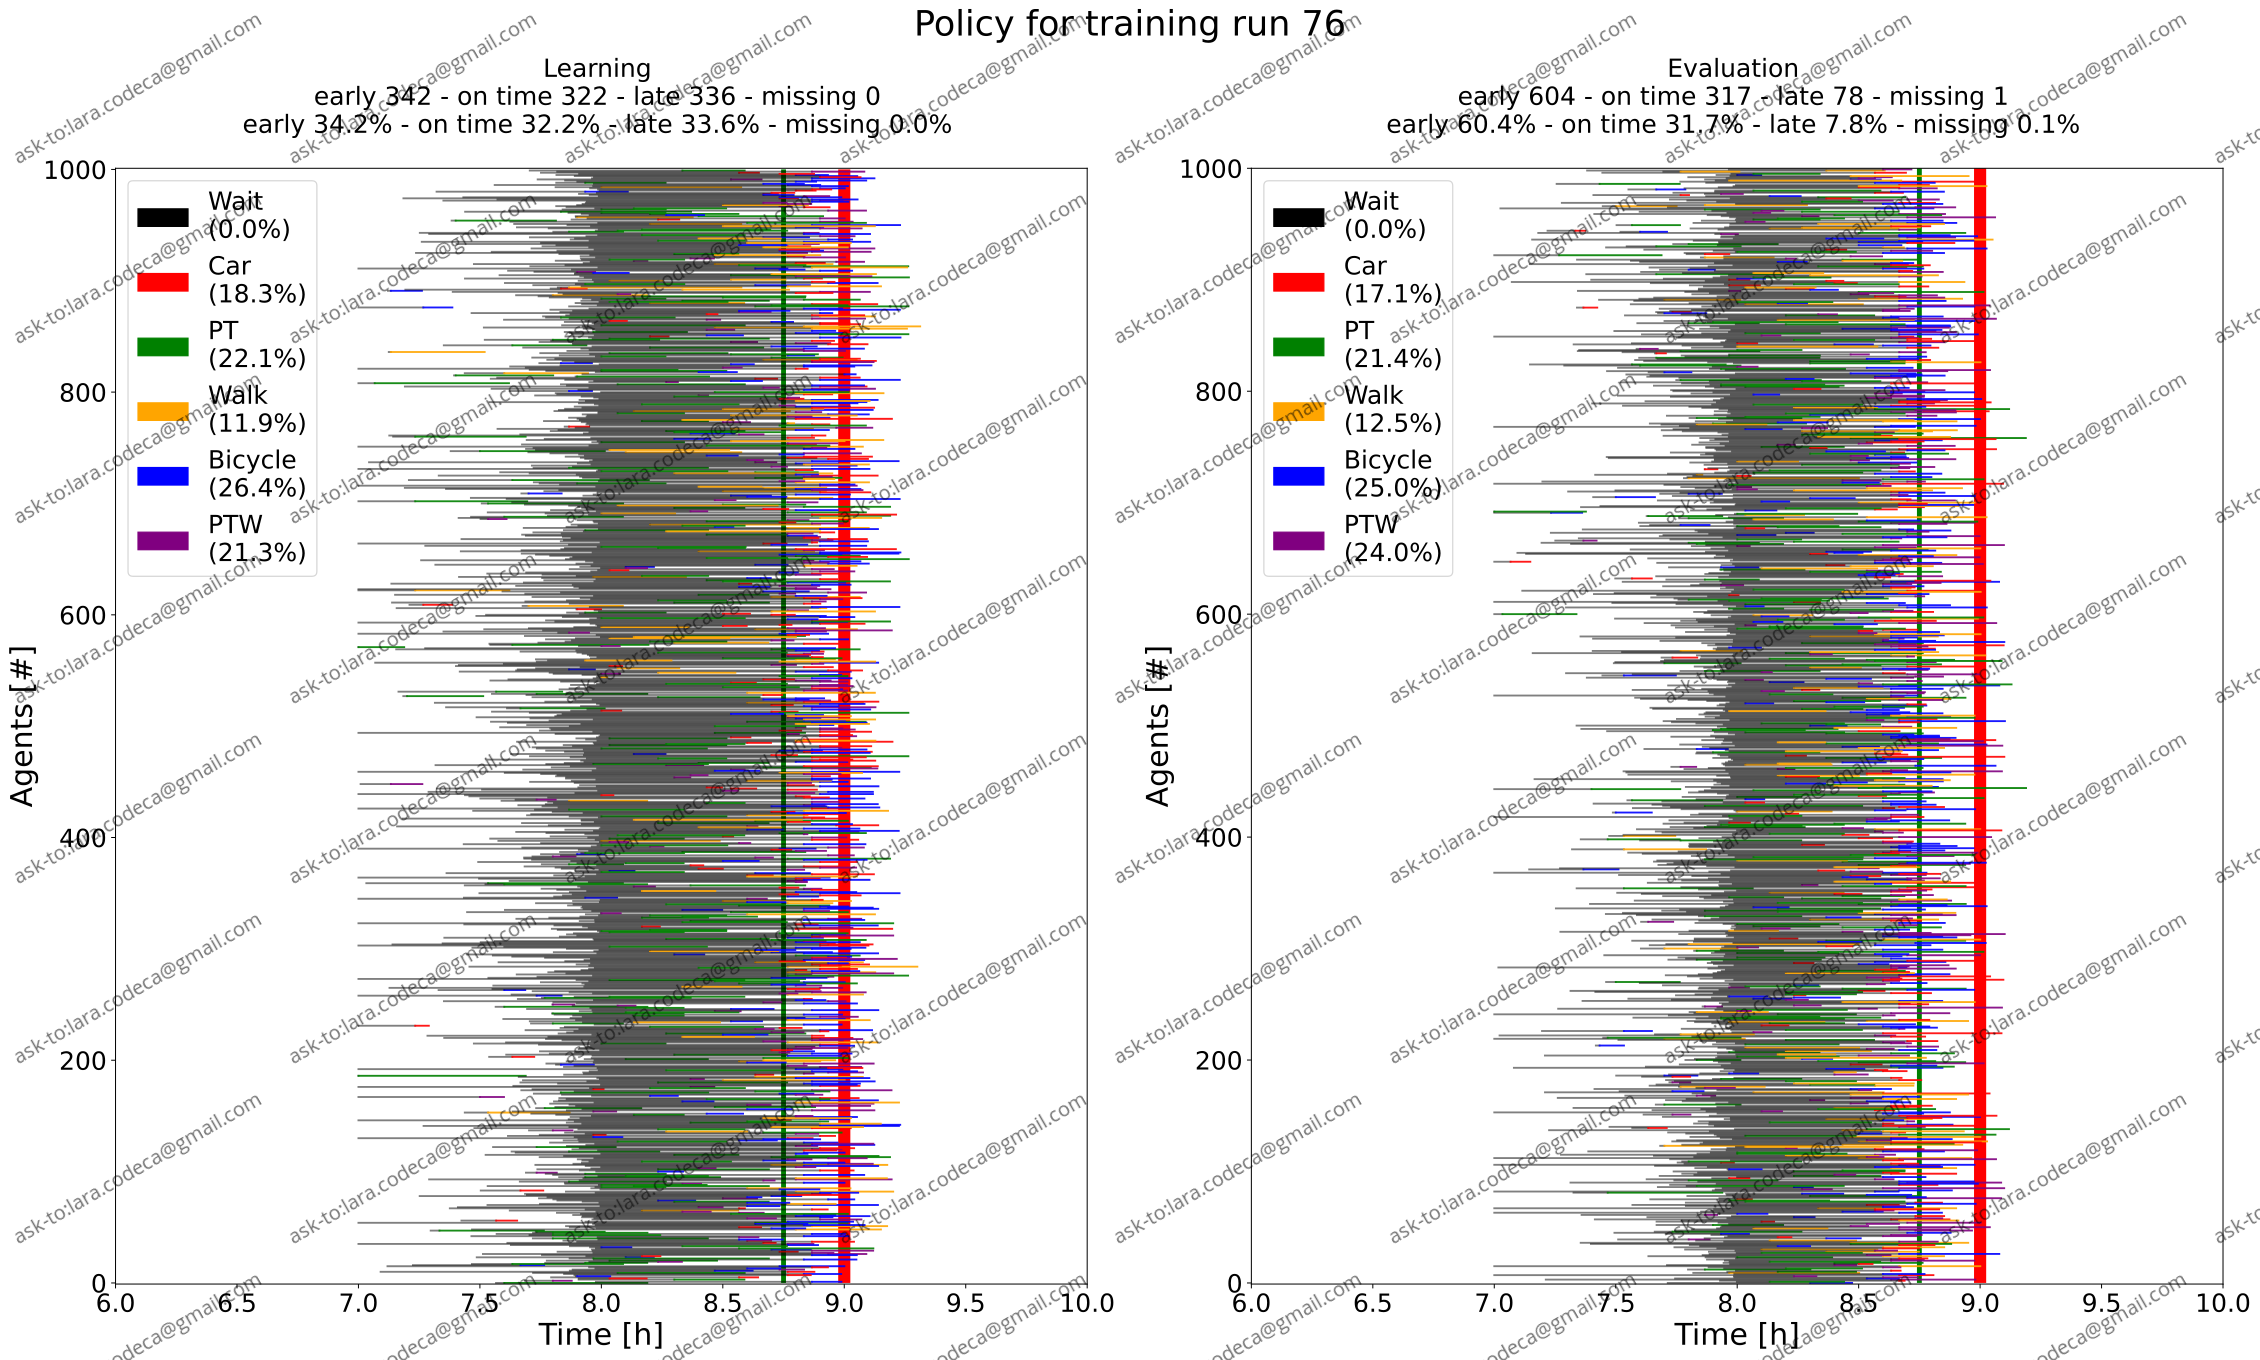 Policy for training run 76
Learning
early 342 - on time 322 - late 336 - missing 0
early 34.2% - on time 32.2% - late 33.6% - missing 0.0%
Agents [#]
1000
800
600
400
200
0
Wait
(0.0%)
Car
(18.3%)
PT
(22.1%)
Walk
(11.9%)
Bicycle
(26.4%)
PTW
(21.3%)
6.0 6.5 7.0 7.5 8.0 8.5 9.0 9.5 10.0
Time [h]
Evaluation
early 604 - on time 317 - late 78 - missing 1
early 60.4% - on time 31.7% - late 7.8% - missing 0.1%
Agents [#]
1000
800
600
400
200
0
Wait
(0.0%)
Car
(17.1%)
PT
(21.4%)
Walk
(12.5%)
Bicycle
(25.0%)
PTW
(24.0%)
6.0 6.5 7.0 7.5 8.0 8.5 9.0 9.5 10.0
Time [h]
ask-to:lara.codeca@gmail.com